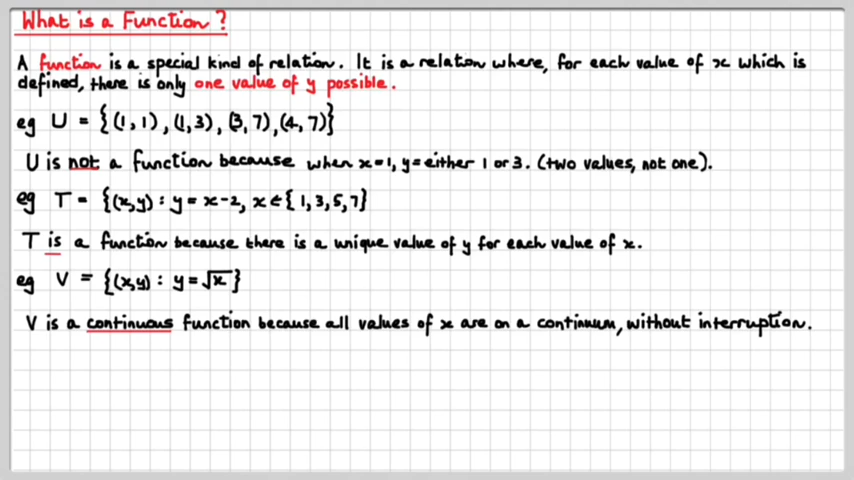 What is a Function?
A function is a special kind of relation. It is a relation where, for each value of x which is
defined, there is only one value of y possible.
eg U = {(1,1), (1,3), (3,7), (4,7)}
U is not a function because when x=1, y=either 1 or 3. (two values, not one).
eg T = {(x,y) : y = x-2, x ∈ {1, 3, 5, 7}
T is a function because there is a unique value of y for each value of x.
eg V = {(x,y) : y = √x}
V is a continuous function because all values of x are on a continuum, without interruption.